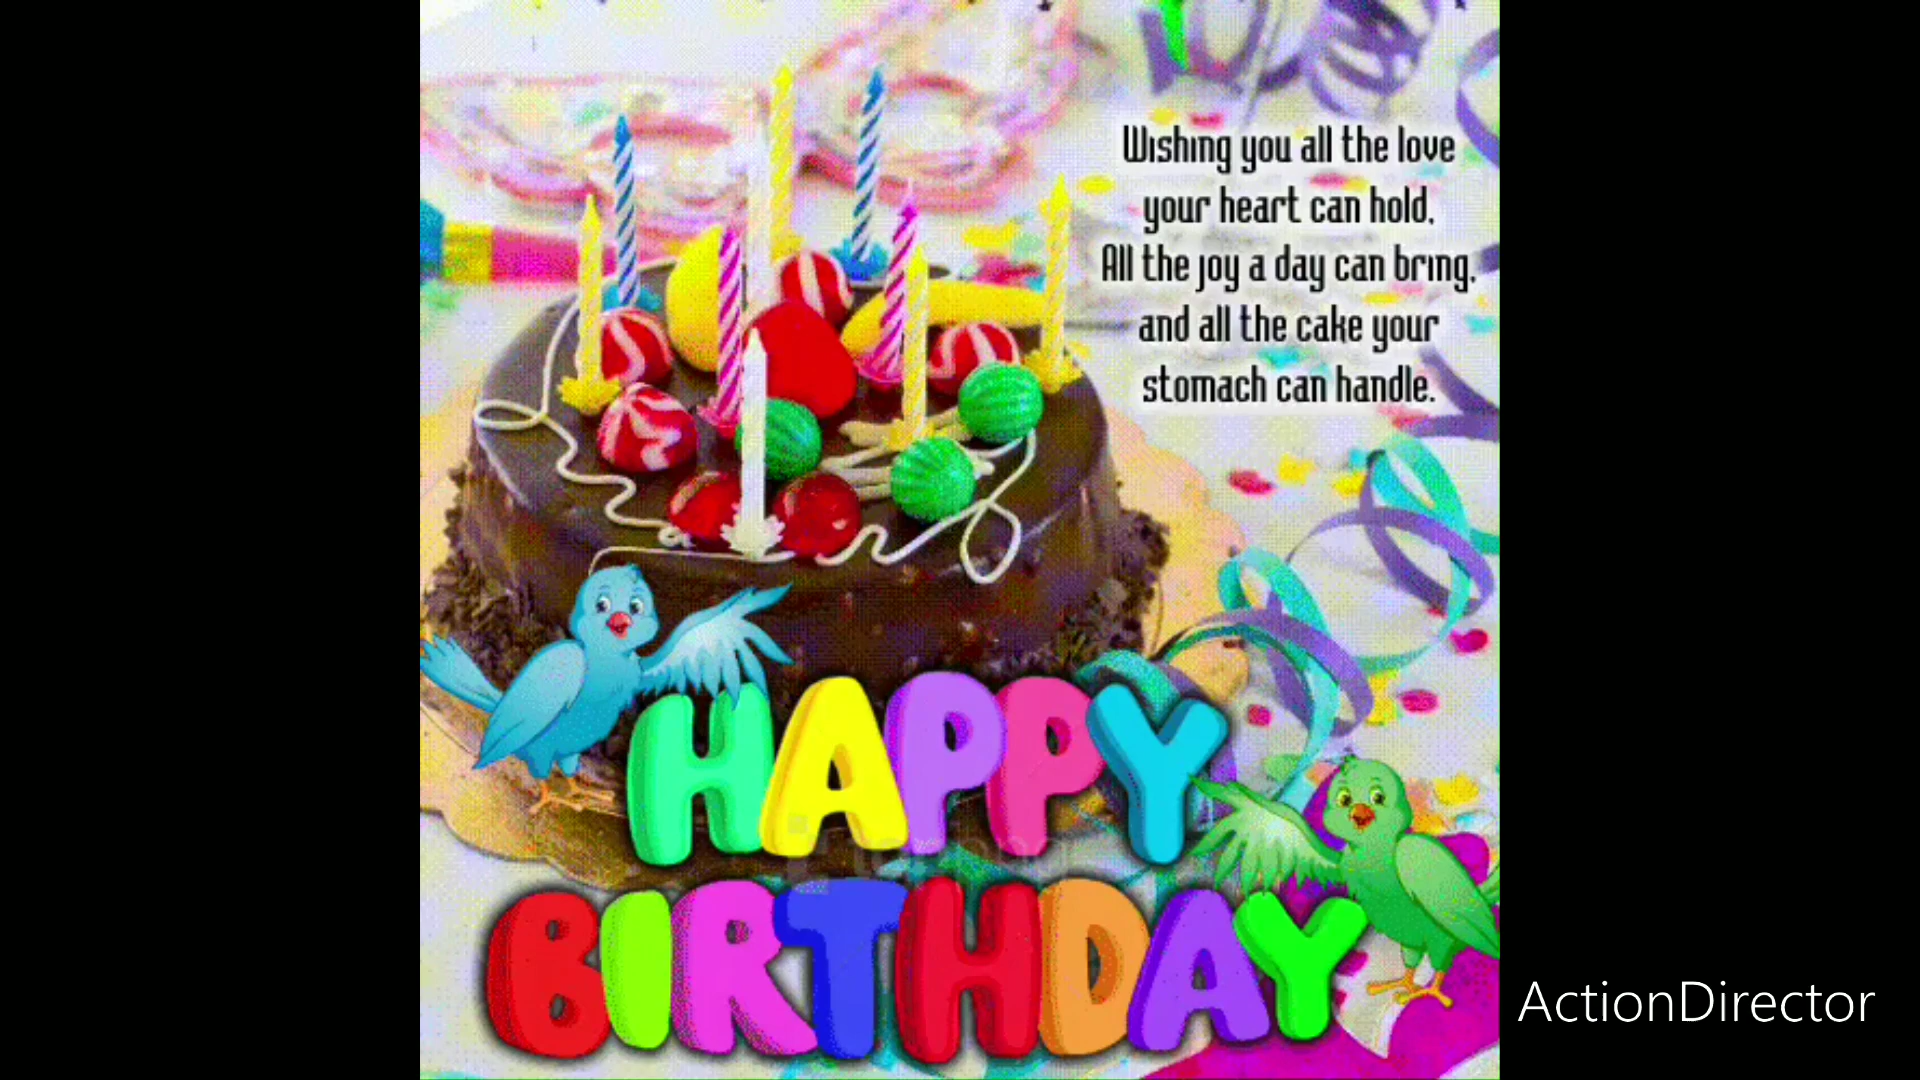 Wishing you all the love
your heart can hold,
All the joy a day can bring,
and all the cake your
stomach can handle.
HAPPY
BIRTHDAY
ActionDirector